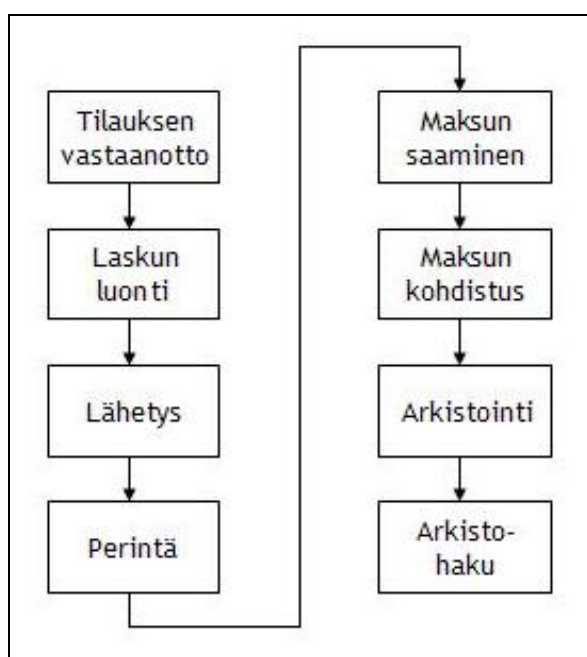 Tilauksen
vastaanotto
Laskun
luonti
Lähetys
Perintä
Maksun
saaminen
Maksun
kohdistus
Arkistointi
Arkisto-
haku